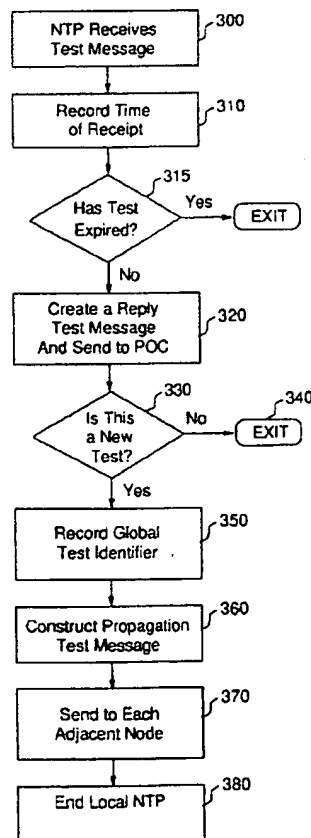 NTP Receives
Test Message
300
Record Time
of Receipt
310
315
Has Test
Expired?
Yes
EXIT
No
Create a Reply
Test Message
And Send to POC
320
330
Is This
a New
Test?
No
340
EXIT
Yes
Record Global
Test Identifier
350
Construct Propagation
Test Message
360
Send to Each
Adjacent Node
370
End Local NTP
380